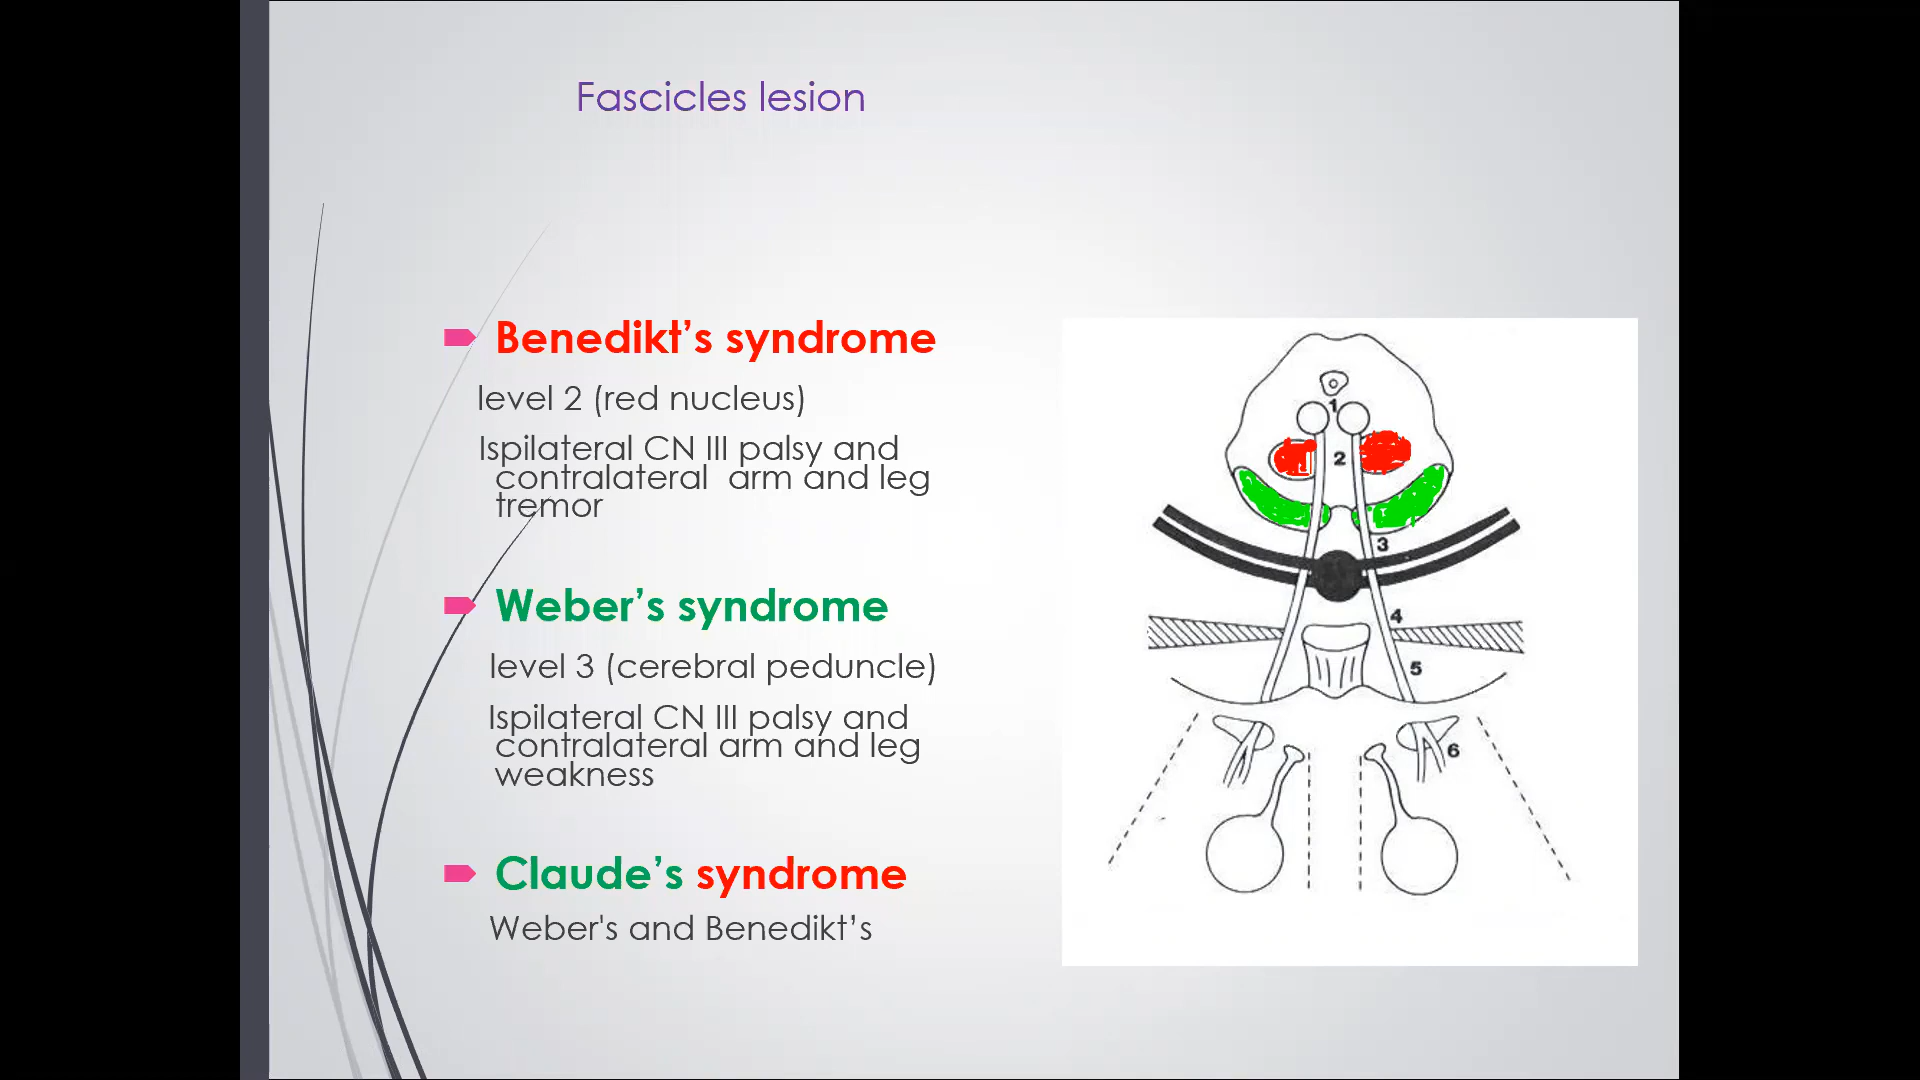 Fascicles lesion
Benedikt’s syndrome
level 2 (red nucleus)
Ispilateral CN III palsy and
contralateral arm and leg
tremor
Weber’s syndrome
level 3 (cerebral peduncle)
Ispilateral CN III palsy and
contralateral arm and leg
weakness
Claude’s syndrome
Weber's and Benedikt’s
1
2
3
4
5
6